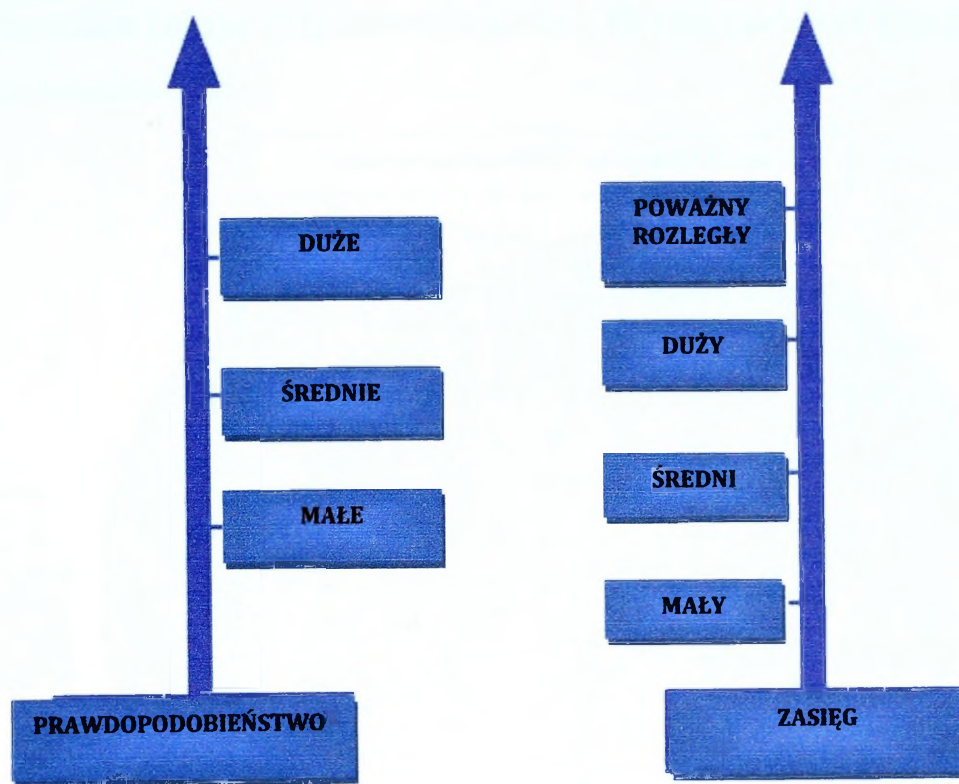 DUŻE
ŚREDNIE
MAŁE
PRAWDOPODOBIEŃSTWO
POWAŻNY
ROZLEGŁY
DUŻY
ŚREDNI
MAŁY
ZASIĘG